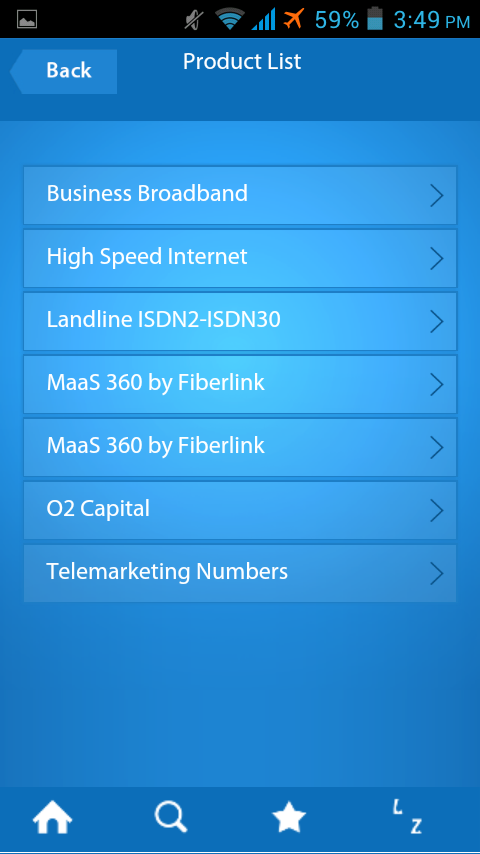 59% 3:49 PM
Back
Product List
Business Broadband
High Speed Internet
Landline ISDN2-ISDN30
MaaS 360 by Fiberlink
MaaS 360 by Fiberlink
O2 Capital
Telemarketing Numbers
L
Z